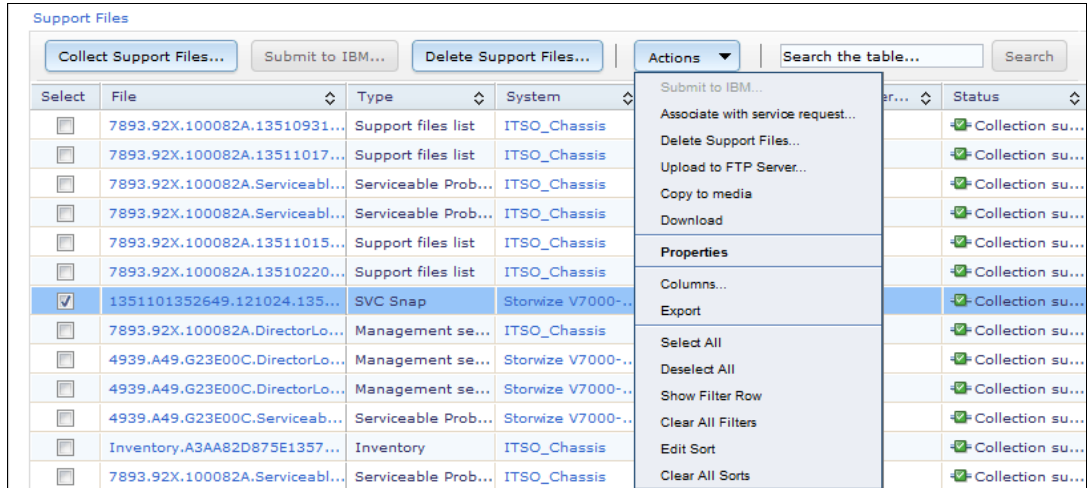 Support Files
Collect Support Files... Submit to IBM... Delete Support Files... Actions Search the table... Search
Select File Type System er... Status
7893.92X.100082A.13510931... Support files list ITSO_Chassis Collection su...
7893.92X.100082A.13511017... Support files list ITSO_Chassis Collection su...
7893.92X.100082A.Serviceabl... Serviceable Prob... ITSO_Chassis Collection su...
7893.92X.100082A.Serviceabl... Serviceable Prob... ITSO_Chassis Collection su...
7893.92X.100082A.13511015... Support files list ITSO_Chassis Collection su...
7893.92X.100082A.13510220... Support files list ITSO_Chassis Collection su...
1351101352649.121024.135... SVC Snap Storwize V7000-... Collection su...
7893.92X.100082A.DirectorLo... Management se... ITSO_Chassis Collection su...
4939.A49.G23E00C.DirectorLo... Management se... Storwize V7000-... Collection su...
4939.A49.G23E00C.DirectorLo... Management se... Storwize V7000-... Collection su...
4939.A49.G23E00C.Serviceab... Serviceable Prob... Storwize V7000-... Collection su...
Inventory.A3AA82D875E1357... Inventory ITSO_Chassis Collection su...
7893.92X.100082A.Serviceabl... Serviceable Prob... ITSO_Chassis Collection su...
Submit to IBM...
Associate with service request...
Delete Support Files...
Upload to FTP Server...
Copy to media
Download
Properties
Columns...
Export
Select All
Deselect All
Show Filter Row
Clear All Filters
Edit Sort
Clear All Sorts